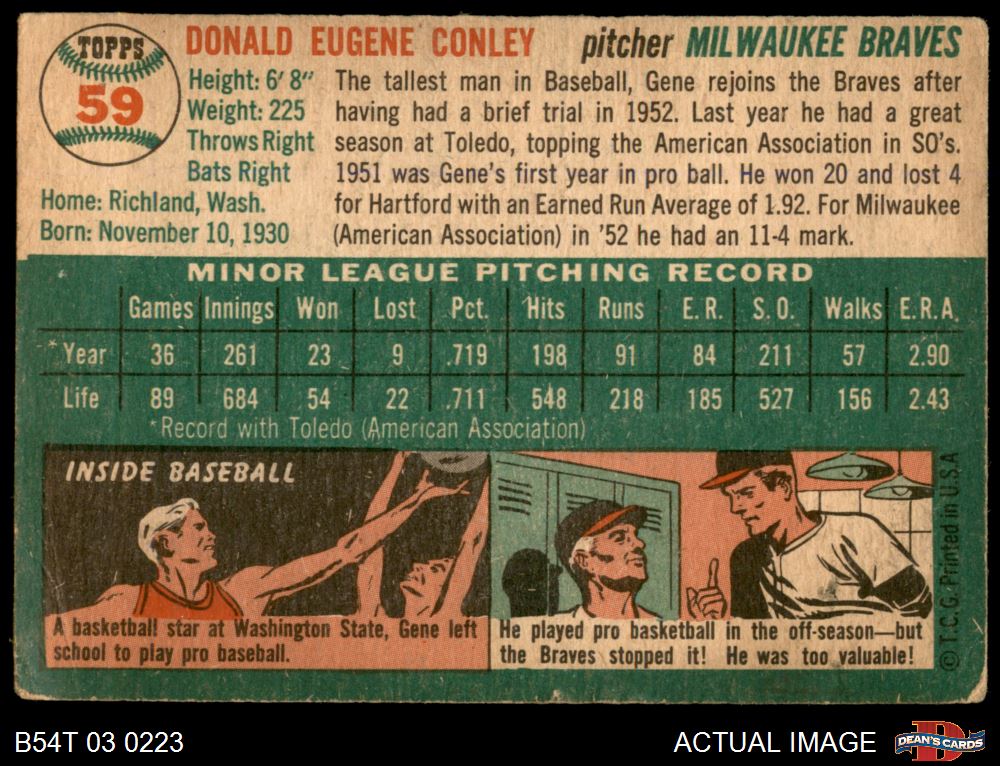 TOPPS
59
DONALD EUGENE CONLEY pitcher MILWAUKEE BRAVES
Height: 6' 8"
Weight: 225
Throws Right
Bats Right
Home: Richland, Wash.
Born: November 10, 1930
The tallest man in Baseball, Gene rejoins the Braves after
having had a brief trial in 1952. Last year he had a great
season at Toledo, topping the American Association in SO's.
1951 was Gene's first year in pro ball. He won 20 and lost 4
for Hartford with an Earned Run Average of 1.92. For Milwaukee
(American Association) in '52 he had an 11-4 mark.
MINOR LEAGUE PITCHING RECORD
Games Innings Won Lost Pct. Hits Runs E. R. S. O. Walks E. R. A.
*Year 36 261 23 9 .719 198 91 84 211 57 2.90
Life 89 684 54 22 .711 548 218 185 527 156 2.43
*Record with Toledo (American Association)
INSIDE BASEBALL
A basketball star at Washington State, Gene left
school to play pro baseball.
He played pro basketball in the off-season—but
the Braves stopped it! He was too valuable!
© T.C.G. Printed in U.S.A
B54T 03 0223
ACTUAL IMAGE
DEAN'S CARDS